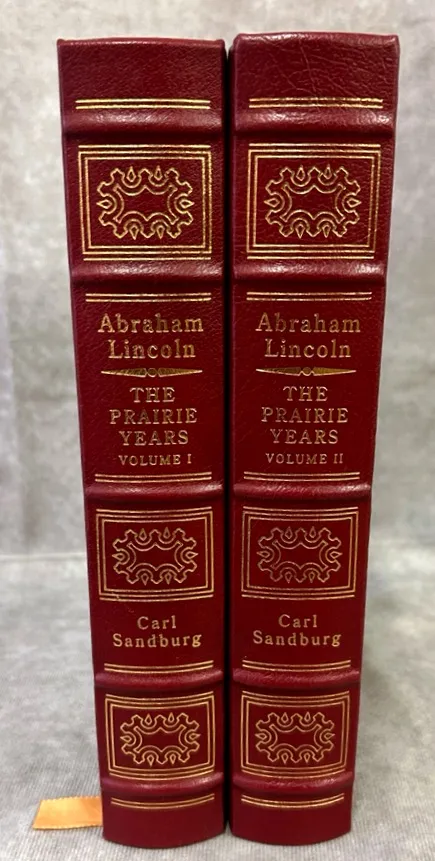 Abraham
Lincoln
THE
PRAIRIE
YEARS
VOLUME I
Carl
Sandburg
Abraham
Lincoln
THE
PRAIRIE
YEARS
VOLUME II
Carl
Sandburg